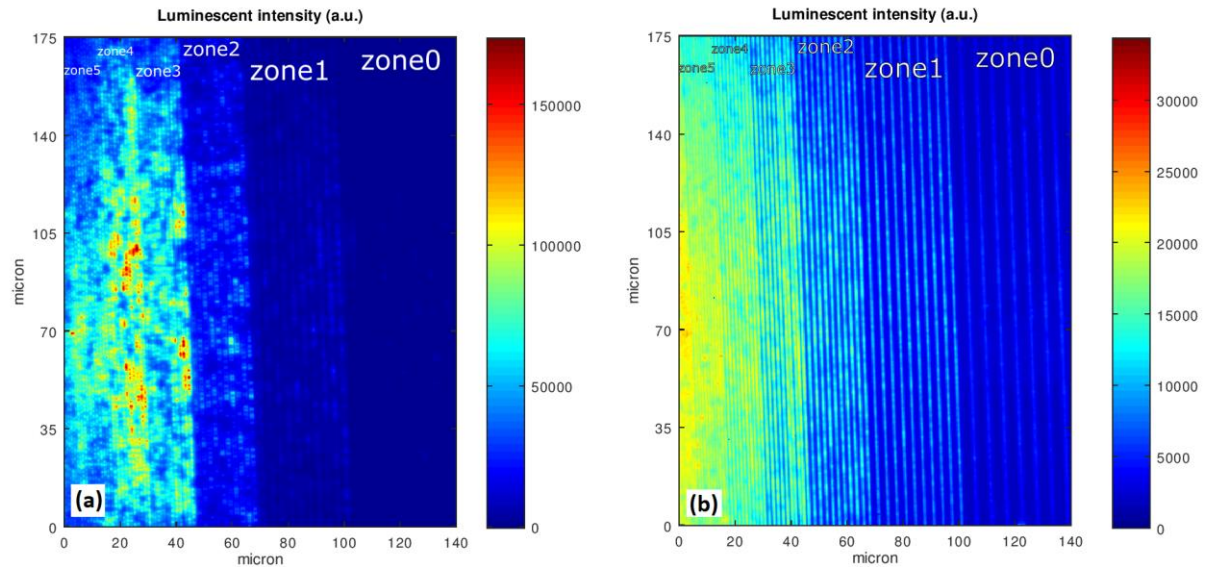 Luminescent intensity (a.u.)
175
140
105
70
35
0
micron
zone5
zone4
zone3
zone2
zone1
zone0
(a)
0
20
40
60
80
100
120
140
micron
150000
100000
50000
0
Luminescent intensity (a.u.)
175
140
105
70
35
0
micron
zone5
zone4
zone3
zone2
zone1
zone0
(b)
0
20
40
60
80
100
120
140
micron
30000
25000
20000
15000
10000
5000
0